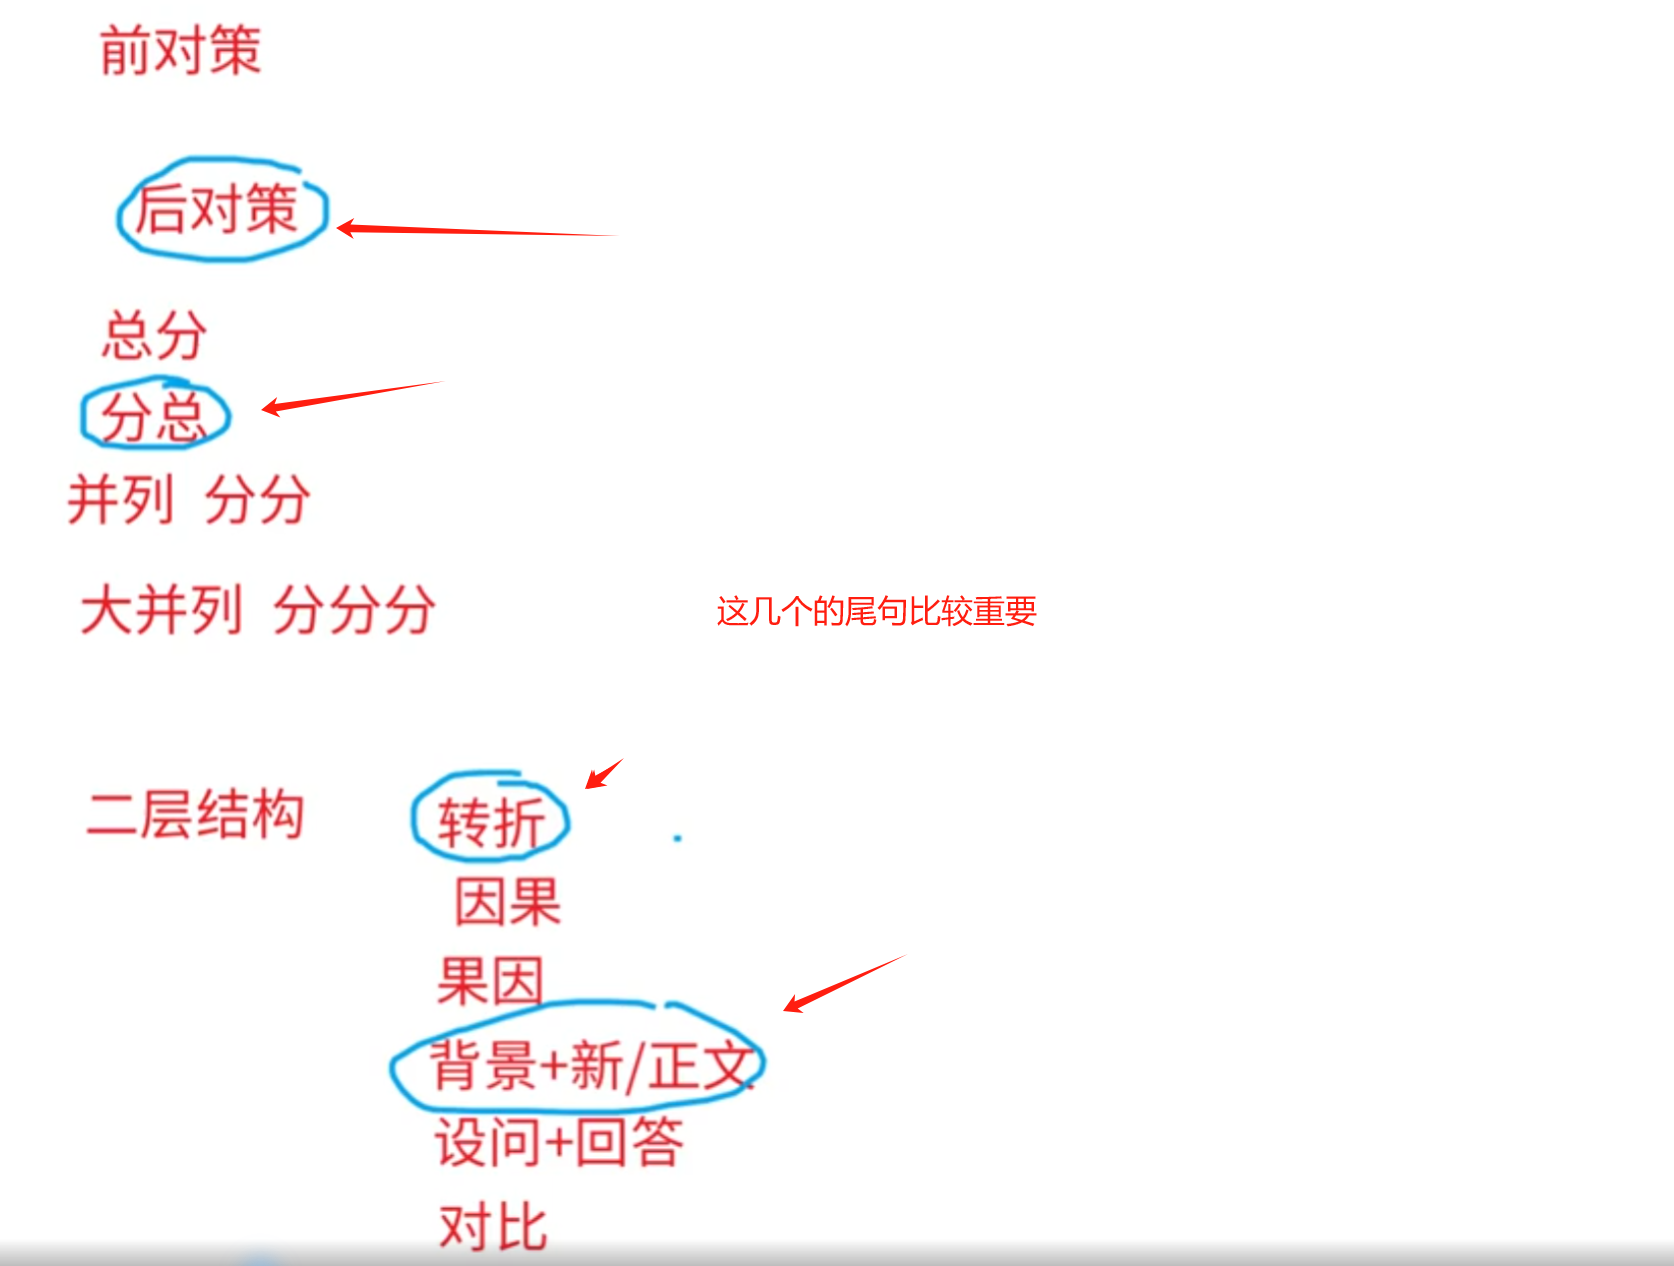 前对策
后对策
总分
分总
并列 分分
大并列 分分分
这几个的尾句比较重要
二层结构
转折
因果
果因
背景+新/正文
设问+回答
对比